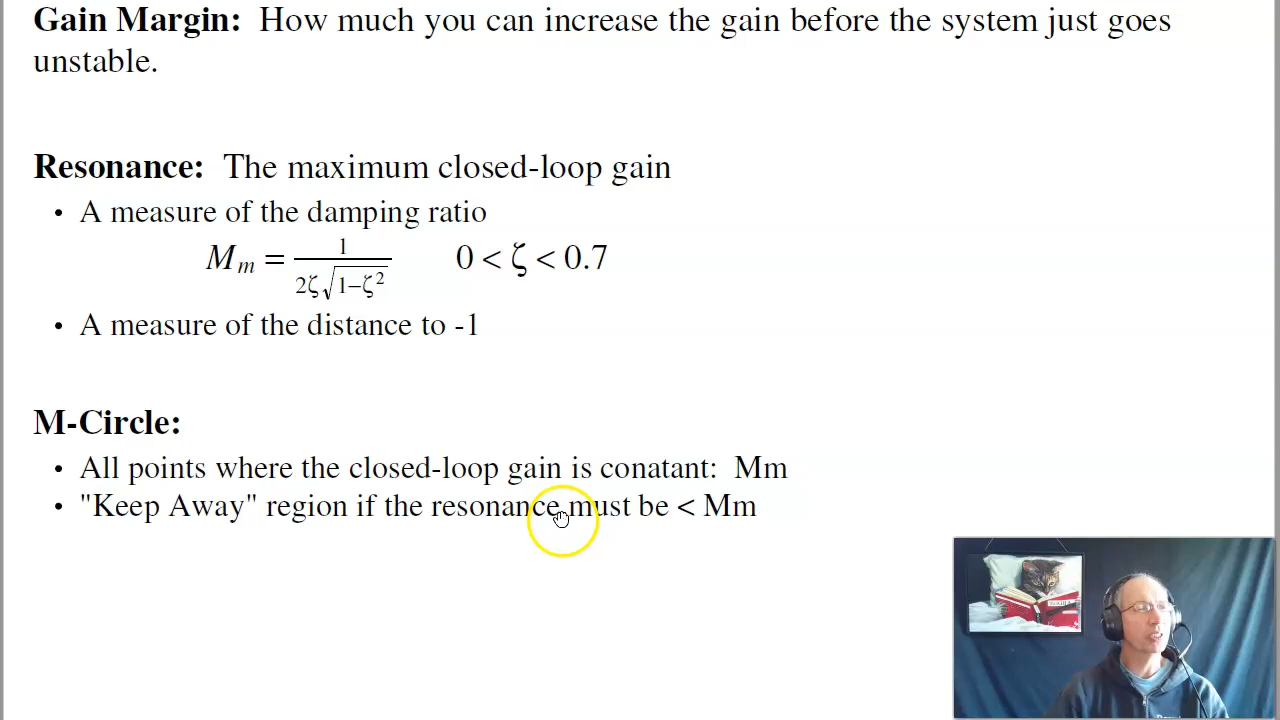 Gain Margin: How much you can increase the gain before the system just goes
unstable.
Resonance: The maximum closed-loop gain
• A measure of the damping ratio
M_m = 1 / (2ζ√(1−ζ²))    0 < ζ < 0.7
• A measure of the distance to -1
M-Circle:
• All points where the closed-loop gain is conatant: Mm
• "Keep Away" region if the resonance must be < Mm